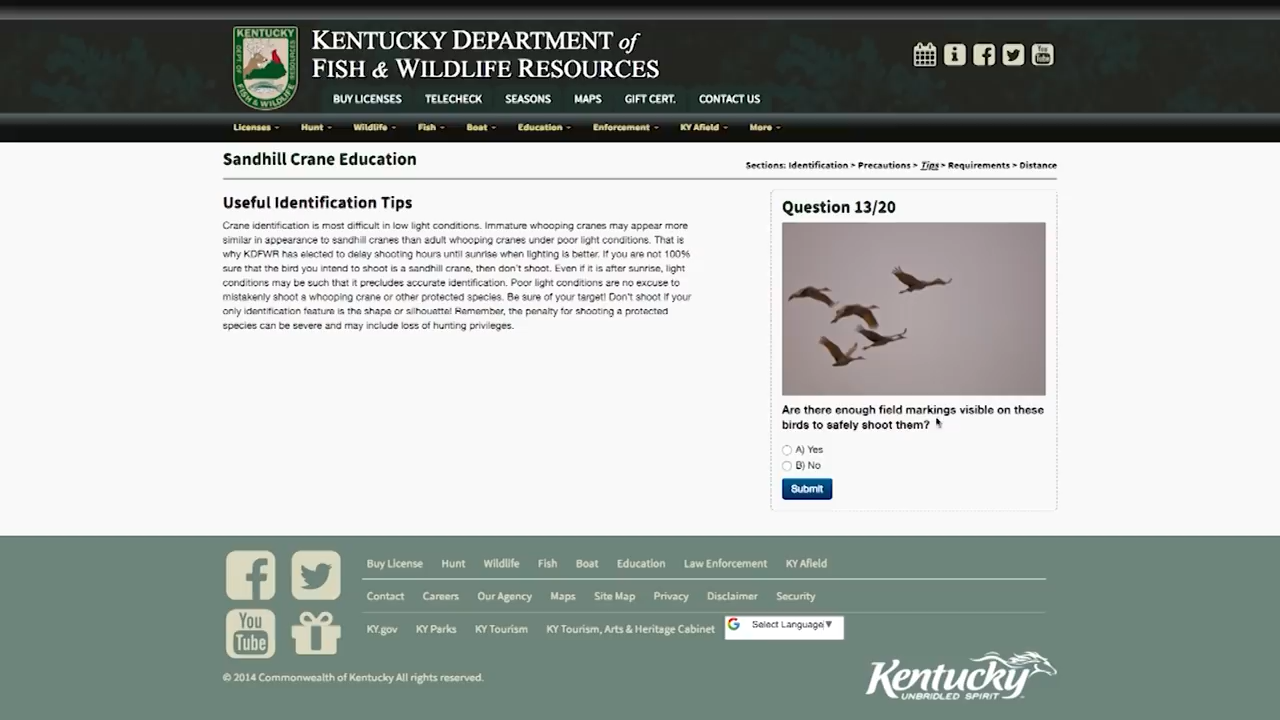 KENTUCKY
DEPT. OF
RESOURCES
FISH & WILDLIFE
KENTUCKY DEPARTMENT of
FISH & WILDLIFE RESOURCES
You
Tube
BUY LICENSES TELECHECK SEASONS MAPS GIFT CERT. CONTACT US
Licenses Hunt Wildlife Fish Boat Education Enforcement KY Afield More
Sandhill Crane Education
Sections: Identification > Precautions > Tips > Requirements > Distance
Useful Identification Tips
Crane identification is most difficult in low light conditions. Immature whooping cranes may appear more
similar in appearance to sandhill cranes than adult whooping cranes under poor light conditions. That is
why KDFWR has elected to delay shooting hours until sunrise when lighting is better. If you are not 100%
sure that the bird you intend to shoot is a sandhill crane, then don't shoot. Even if it is after sunrise, light
conditions may be such that it precludes accurate identification. Poor light conditions are no excuse to
mistakenly shoot a whooping crane or other protected species. Be sure of your target! Don't shoot if your
only identification feature is the shape or silhouette! Remember, the penalty for shooting a protected
species can be severe and may include loss of hunting privileges.
Question 13/20
Are there enough field markings visible on these
birds to safely shoot them?
A) Yes
B) No
Submit
You
Tube
Buy License Hunt Wildlife Fish Boat Education Law Enforcement KY Afield
Contact Careers Our Agency Maps Site Map Privacy Disclaimer Security
KY.gov KY Parks KY Tourism KY Tourism, Arts & Heritage Cabinet Select Language▼
© 2014 Commonwealth of Kentucky All rights reserved.
Kentucky
UNBRIDLED SPIRIT